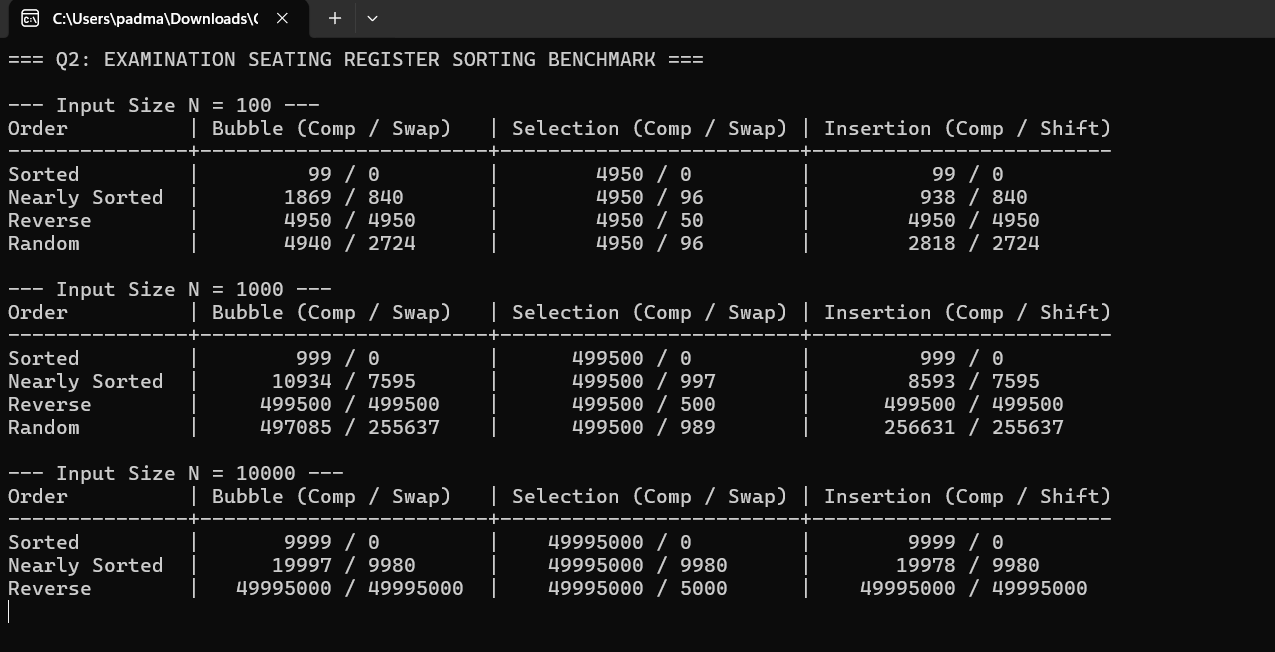 C:\Users\padma\Downloads\
=== Q2: EXAMINATION SEATING REGISTER SORTING BENCHMARK ===
--- Input Size N = 100 ---
Order | Bubble (Comp / Swap) | Selection (Comp / Swap) | Insertion (Comp / Shift)
---------------+-------------------------+--------------------------+-------------------------
Sorted | 99 / 0 | 4950 / 0 | 99 / 0
Nearly Sorted | 1869 / 840 | 4950 / 96 | 938 / 840
Reverse | 4950 / 4950 | 4950 / 50 | 4950 / 4950
Random | 4940 / 2724 | 4950 / 96 | 2818 / 2724
--- Input Size N = 1000 ---
Order | Bubble (Comp / Swap) | Selection (Comp / Swap) | Insertion (Comp / Shift)
---------------+-------------------------+--------------------------+-------------------------
Sorted | 999 / 0 | 499500 / 0 | 999 / 0
Nearly Sorted | 10934 / 7595 | 499500 / 997 | 8593 / 7595
Reverse | 499500 / 499500 | 499500 / 500 | 499500 / 499500
Random | 497085 / 255637 | 499500 / 989 | 256631 / 255637
--- Input Size N = 10000 ---
Order | Bubble (Comp / Swap) | Selection (Comp / Swap) | Insertion (Comp / Shift)
---------------+-------------------------+--------------------------+-------------------------
Sorted | 9999 / 0 | 49995000 / 0 | 9999 / 0
Nearly Sorted | 19997 / 9980 | 49995000 / 9980 | 19978 / 9980
Reverse | 49995000 / 49995000 | 49995000 / 5000 | 49995000 / 49995000